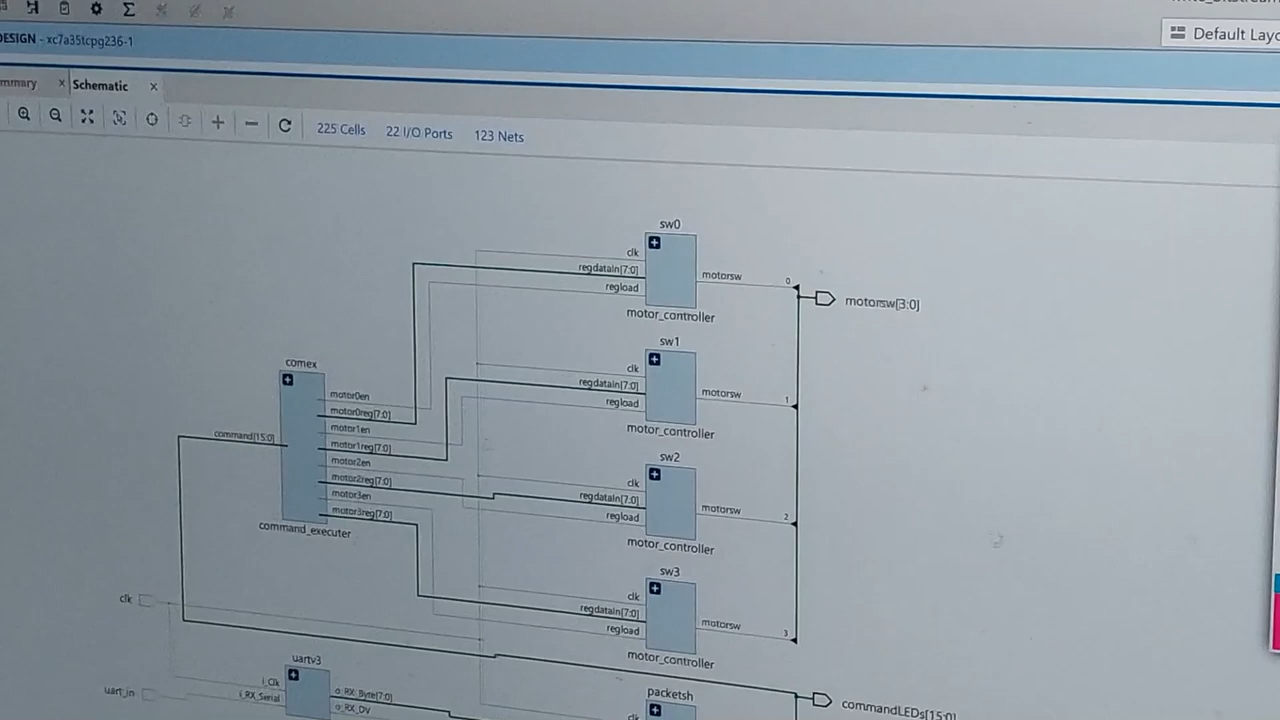 Σ
DESIGN - xc7a35tcpg236-1
Default Layo
mmary × Schematic ×
225 Cells 22 I/O Ports 123 Nets
sw0
clk
regdataIn[7:0]
regload
motorsw
0
motor_controller
motorsw[3:0]
sw1
clk
regdataIn[7:0]
regload
motorsw
1
motor_controller
comex
command[15:0]
motor0en
motor0reg[7:0]
motor1en
motor1reg[7:0]
motor2en
motor2reg[7:0]
motor3en
motor3reg[7:0]
command_executer
sw2
clk
regdataIn[7:0]
regload
motorsw
2
motor_controller
sw3
clk
regdataIn[7:0]
regload
motorsw
3
motor_controller
clk
uart_in
uartv3
i_Clk
i_RX_Serial
o_RX_Byte[7:0]
o_RX_DV
packetsh
clk
commandLEDs[15:0]